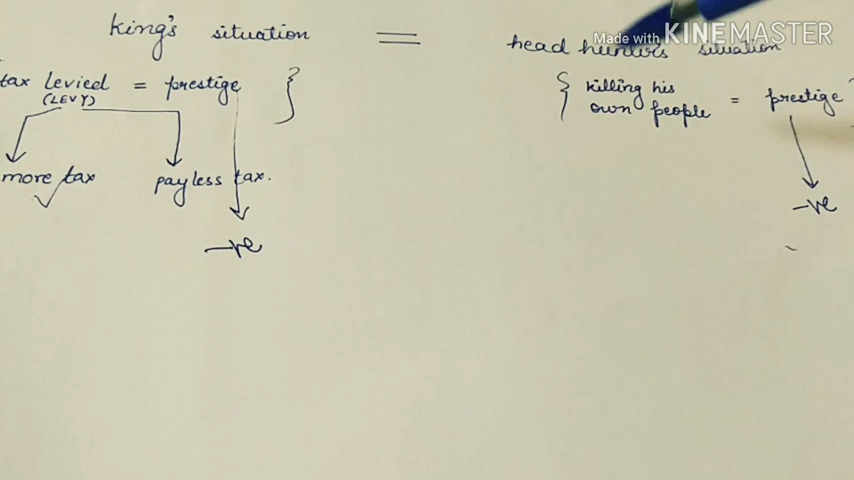 king's situation = head hunters situation
tax levied = prestige }
(LEVY)
{ killing his
own people = prestige
more tax
pay less tax.
-ve
-ve
Made with KINEMASTER